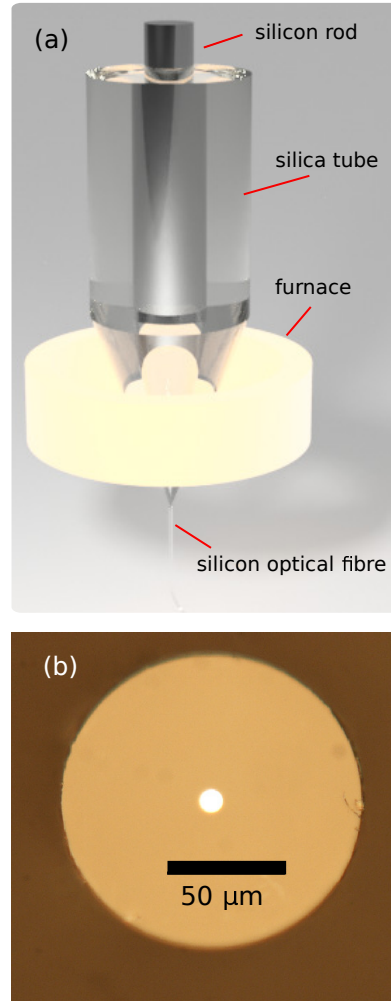 (a)
silicon rod
silica tube
furnace
silicon optical fibre
(b)
50 μm